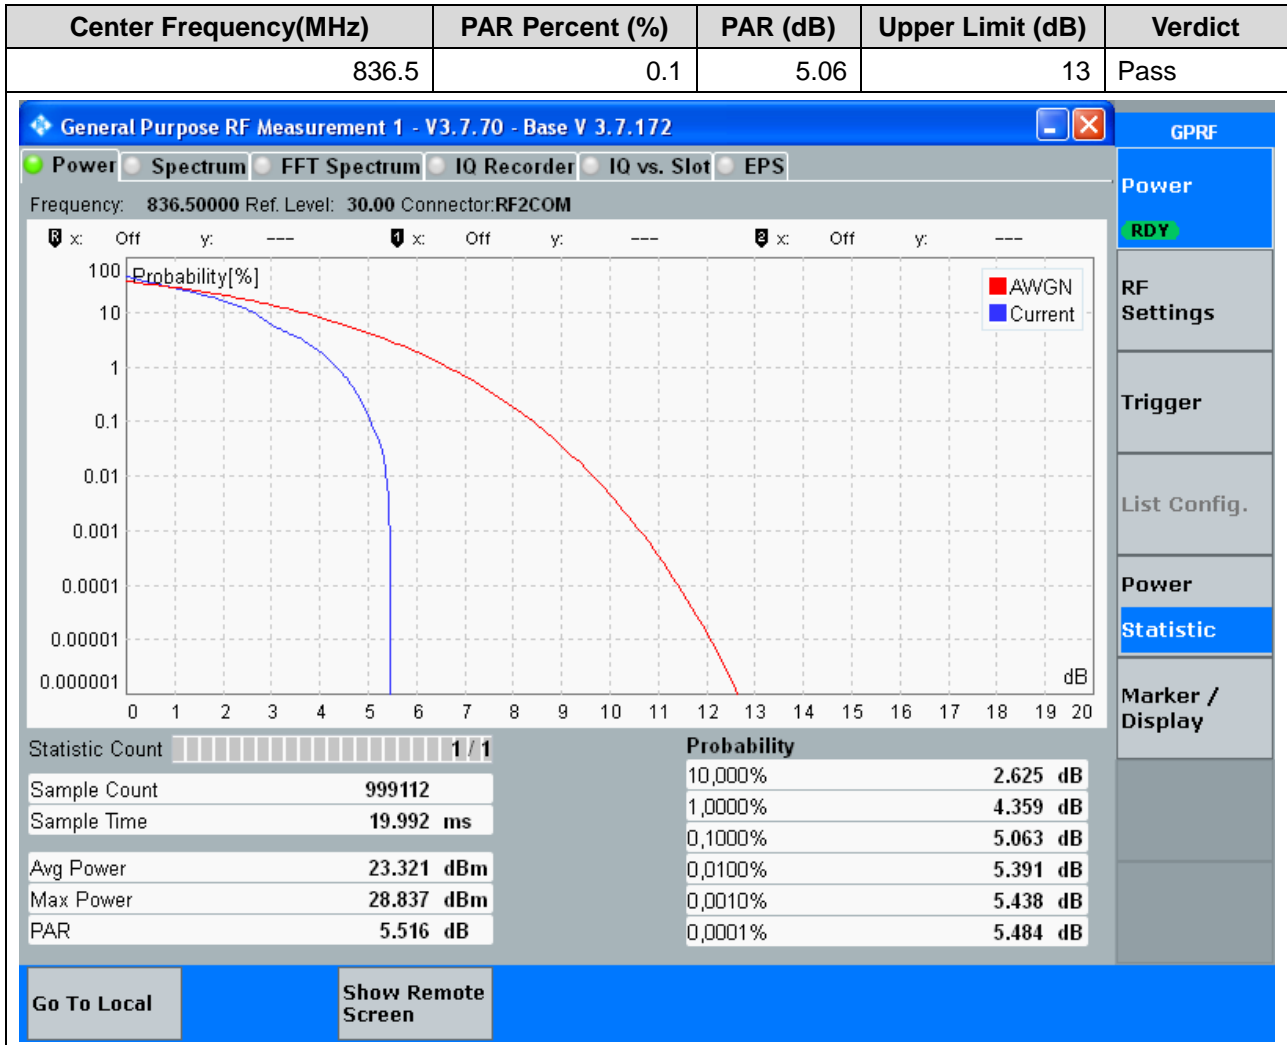 Center Frequency(MHz) PAR Percent (%) PAR (dB) Upper Limit (dB) Verdict
836.5 0.1 5.06 13 Pass
General Purpose RF Measurement 1 - V3.7.70 - Base V 3.7.172
GPRF
Power Spectrum FFT Spectrum IQ Recorder IQ vs. Slot EPS
Frequency: 836.50000 Ref. Level: 30.00 Connector:RF2COM
R x: Off y: --- 1 x: Off y: --- 2 x: Off y: ---
Probability[%]
AWGN
Current
100
10
1
0.1
0.01
0.001
0.0001
0.00001
0.000001
dB
0 1 2 3 4 5 6 7 8 9 10 11 12 13 14 15 16 17 18 19 20
Statistic Count 1 / 1
Sample Count 999112
Sample Time 19.992 ms
Avg Power 23.321 dBm
Max Power 28.837 dBm
PAR 5.516 dB
Probability
10,000% 2.625 dB
1,0000% 4.359 dB
0,1000% 5.063 dB
0,0100% 5.391 dB
0,0010% 5.438 dB
0,0001% 5.484 dB
Power
RDY
RF
Settings
Trigger
List Config.
Power
Statistic
Marker /
Display
Go To Local
Show Remote
Screen